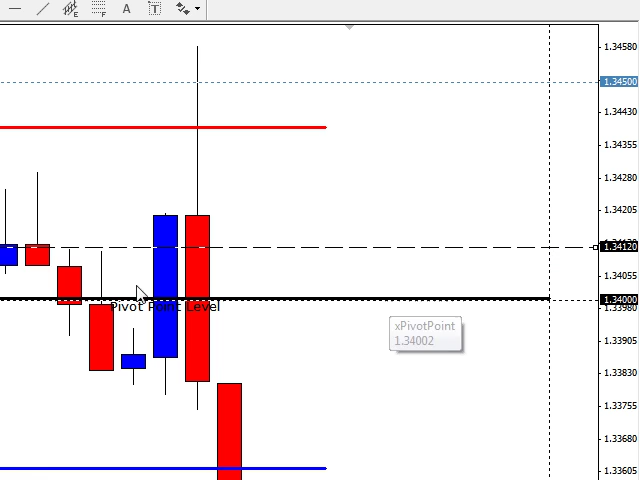 E
F
A
T
1.34580
1.34500
1.34430
1.34355
1.34280
1.34205
1.34120
1.34055
1.34000
Pivot Point Level
1.33980
xPivotPoint
1.34002
1.33905
1.33830
1.33755
1.33680
1.33605